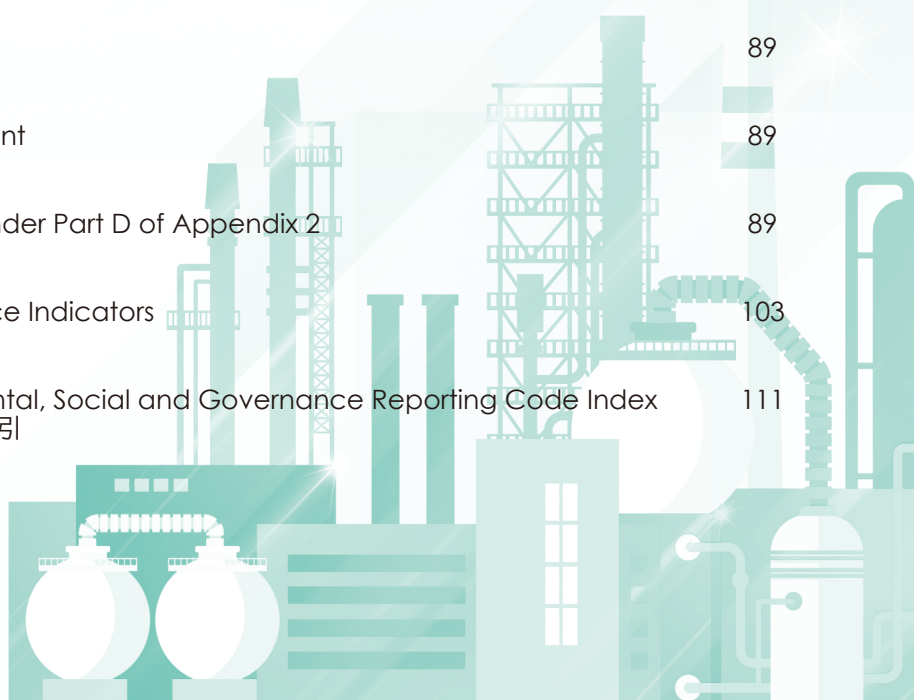 89
nt 89
nder Part D of Appendix 2 89
ce Indicators 103
ntal, Social and Governance Reporting Code Index 111
引